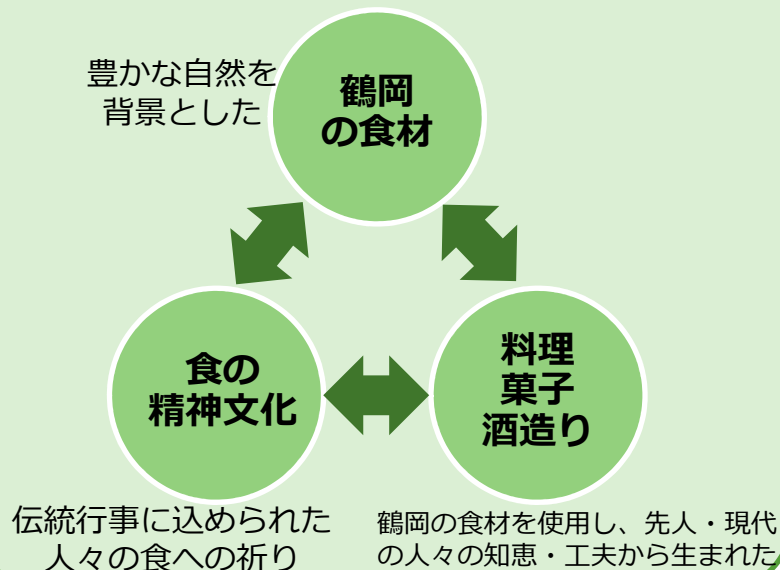 豊かな自然を
背景とした
鶴岡
の食材
食の
精神文化
料理
菓子
酒造り
伝統行事に込められた
人々の食への祈り
鶴岡の食材を使用し、先人・現代
の人々の知恵・工夫から生まれた